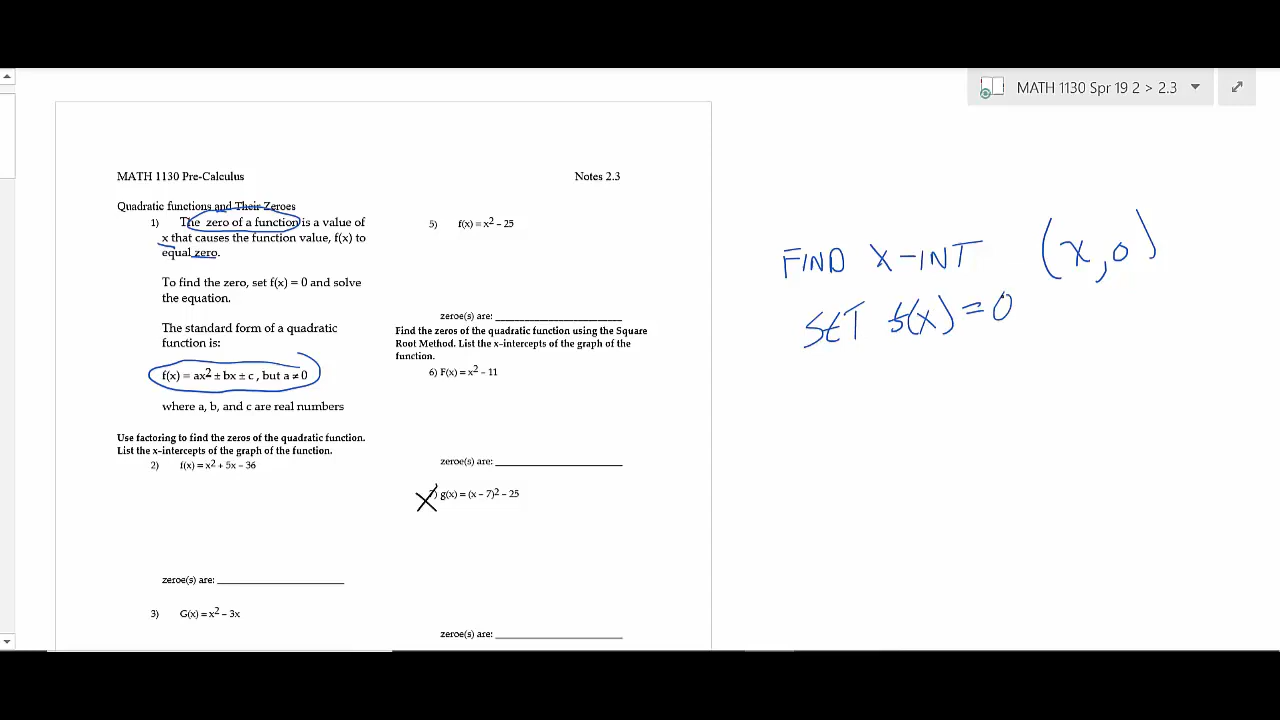 MATH 1130 Spr 19 2 > 2.3
MATH 1130 Pre-Calculus
Notes 2.3
Quadratic functions and Their Zeroes
1) The zero of a function is a value of
x that causes the function value, f(x) to
equal zero.
To find the zero, set f(x) = 0 and solve
the equation.
The standard form of a quadratic
function is:
f(x) = ax² ± bx ± c , but a ≠ 0
where a, b, and c are real numbers
Use factoring to find the zeros of the quadratic function.
List the x-intercepts of the graph of the function.
2) f(x) = x² + 5x – 36
zeroe(s) are: ____________________
3) G(x) = x² – 3x
5) f(x) = x² – 25
zeroe(s) are: ____________________
Find the zeros of the quadratic function using the Square
Root Method. List the x-intercepts of the graph of the
function.
6) F(x) = x² – 11
zeroe(s) are: ____________________
7) g(x) = (x – 7)² – 25
zeroe(s) are: ____________________
FIND X-INT (x,0)
SET f(x)=0